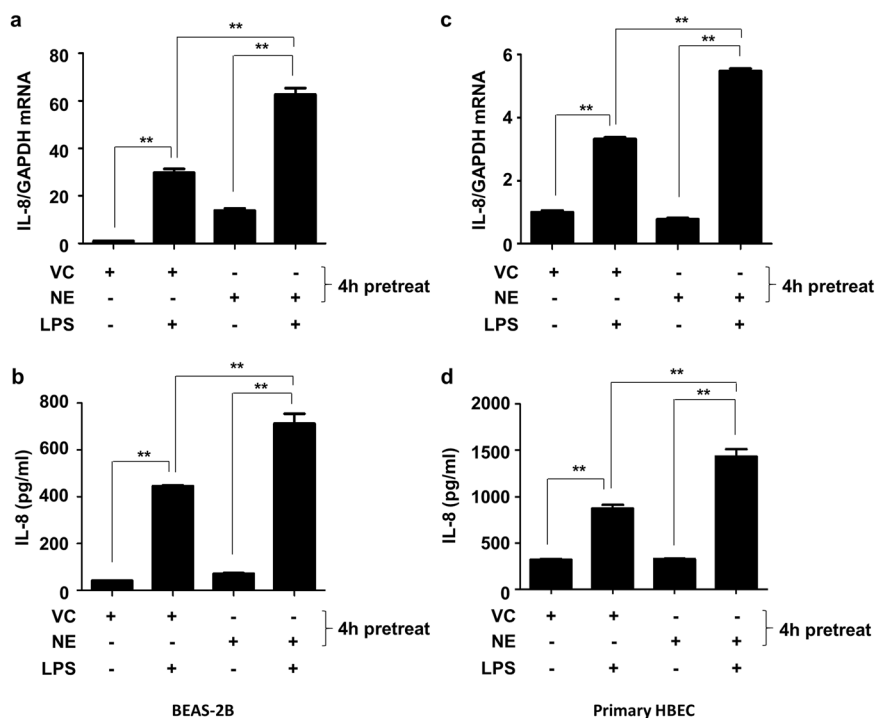 a
IL-8/GAPDH mRNA
80
60
40
20
0
**
**
**
VC + + - -
NE - - + +
LPS - + - +
4h pretreat
c
IL-8/GAPDH mRNA
6
4
2
0
**
**
**
VC + + - -
NE - - + +
LPS - + - +
4h pretreat
b
IL-8 (pg/ml)
800
600
400
200
0
**
**
**
VC + + - -
NE - - + +
LPS - + - +
4h pretreat
BEAS-2B
d
IL-8 (pg/ml)
2000
1500
1000
500
0
**
**
**
VC + + - -
NE - - + +
LPS - + - +
4h pretreat
Primary HBEC